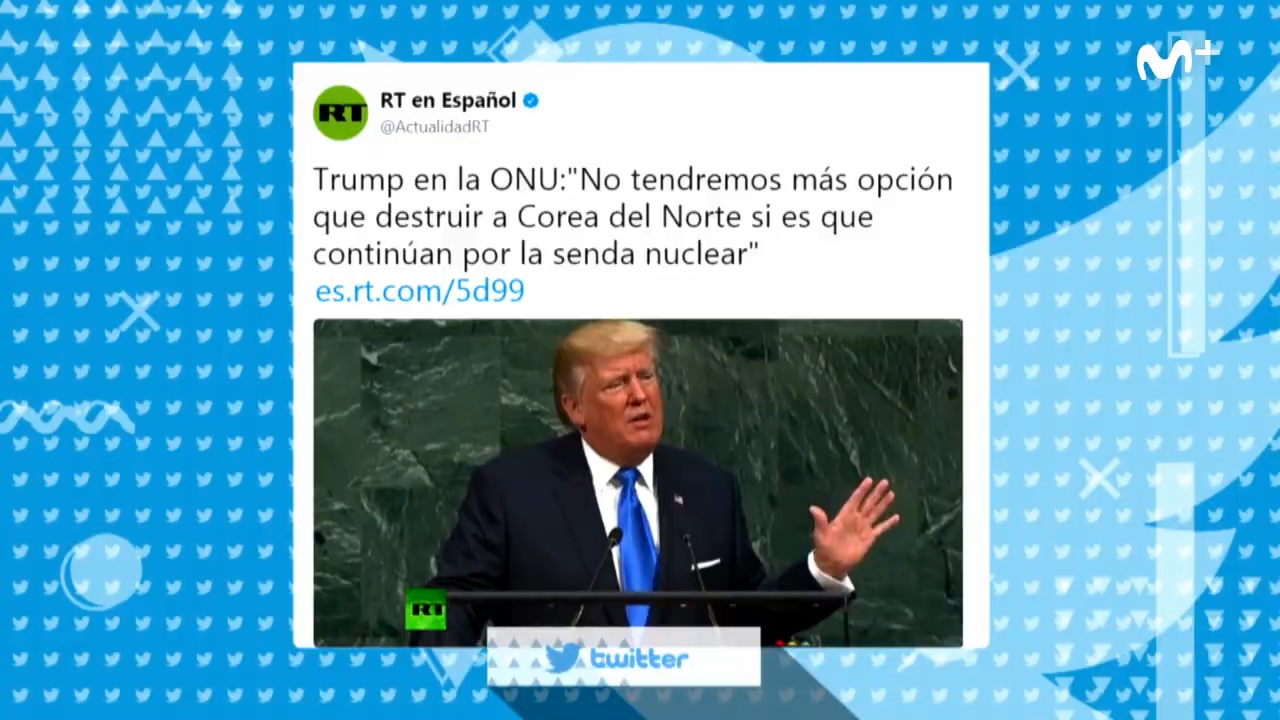 M+
RT
RT en Español
@ActualidadRT
Trump en la ONU:"No tendremos más opción
que destruir a Corea del Norte si es que
continúan por la senda nuclear"
es.rt.com/5d99
RT
twitter